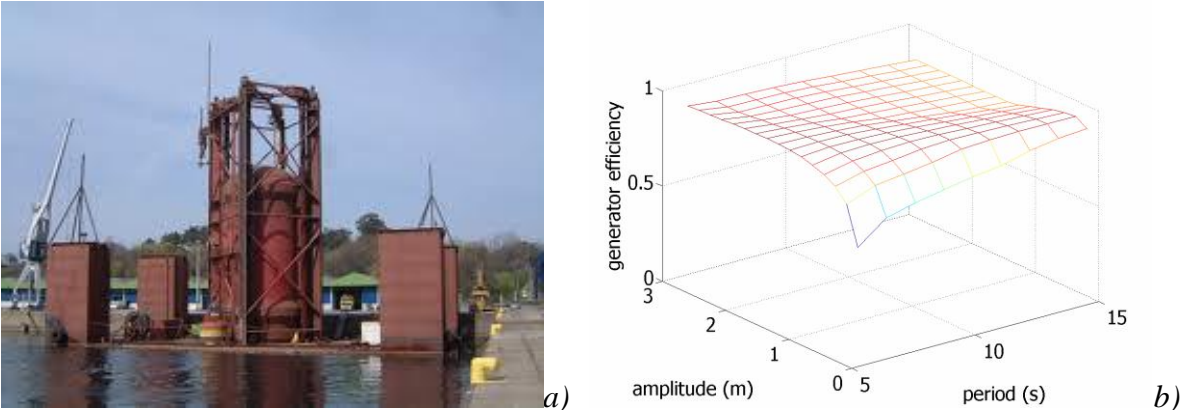 1
0.5
0
generator efficiency
3
2
1
0
amplitude (m)
5
10
15
period (s)
a)
b)